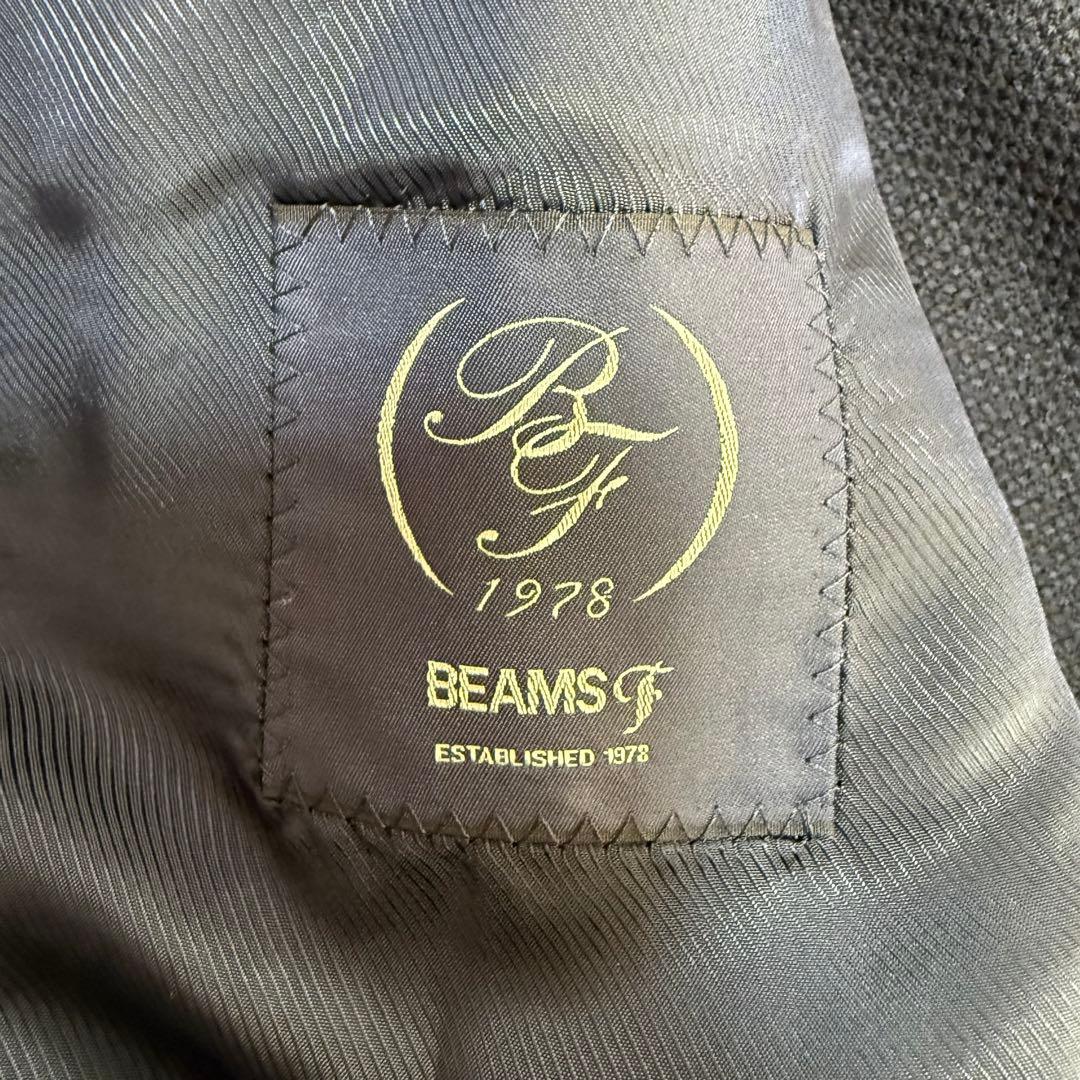 BF
1978
BEAMS F
ESTABLISHED 1978